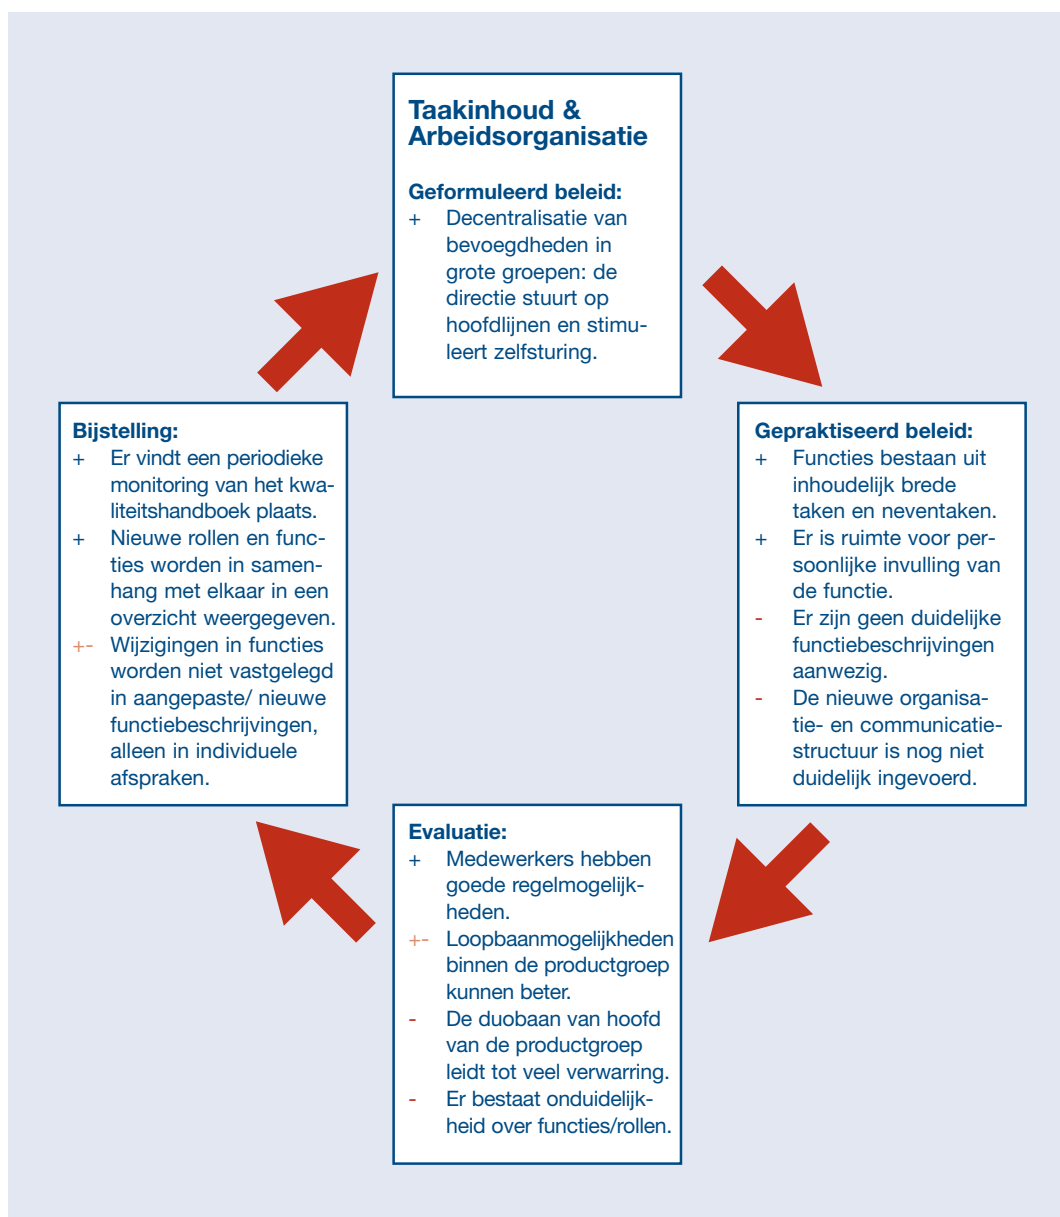 Taakinhoud &
Arbeidsorganisatie
Geformuleerd beleid:
+ Decentralisatie van
bevoegdheden in
grote groepen: de
directie stuurt op
hoofdlijnen en stimu-
leert zelfsturing.
Gepraktiseerd beleid:
+ Functies bestaan uit
inhoudelijk brede
taken en neventaken.
+ Er is ruimte voor per-
soonlijke invulling van
de functie.
- Er zijn geen duidelijke
functiebeschrijvingen
aanwezig.
- De nieuwe organisa-
tie- en communicatie-
structuur is nog niet
duidelijk ingevoerd.
Evaluatie:
+ Medewerkers hebben
goede regelmogelijk-
heden.
+- Loopbaanmogelijkheden
binnen de productgroep
kunnen beter.
- De duobaan van hoofd
van de productgroep
leidt tot veel verwarring.
- Er bestaat onduidelijk-
heid over functies/rollen.
Bijstelling:
+ Er vindt een periodieke
monitoring van het kwa-
liteitshandboek plaats.
+ Nieuwe rollen en func-
ties worden in samen-
hang met elkaar in een
overzicht weergegeven.
+- Wijzigingen in functies
worden niet vastgelegd
in aangepaste/ nieuwe
functiebeschrijvingen,
alleen in individuele
afspraken.